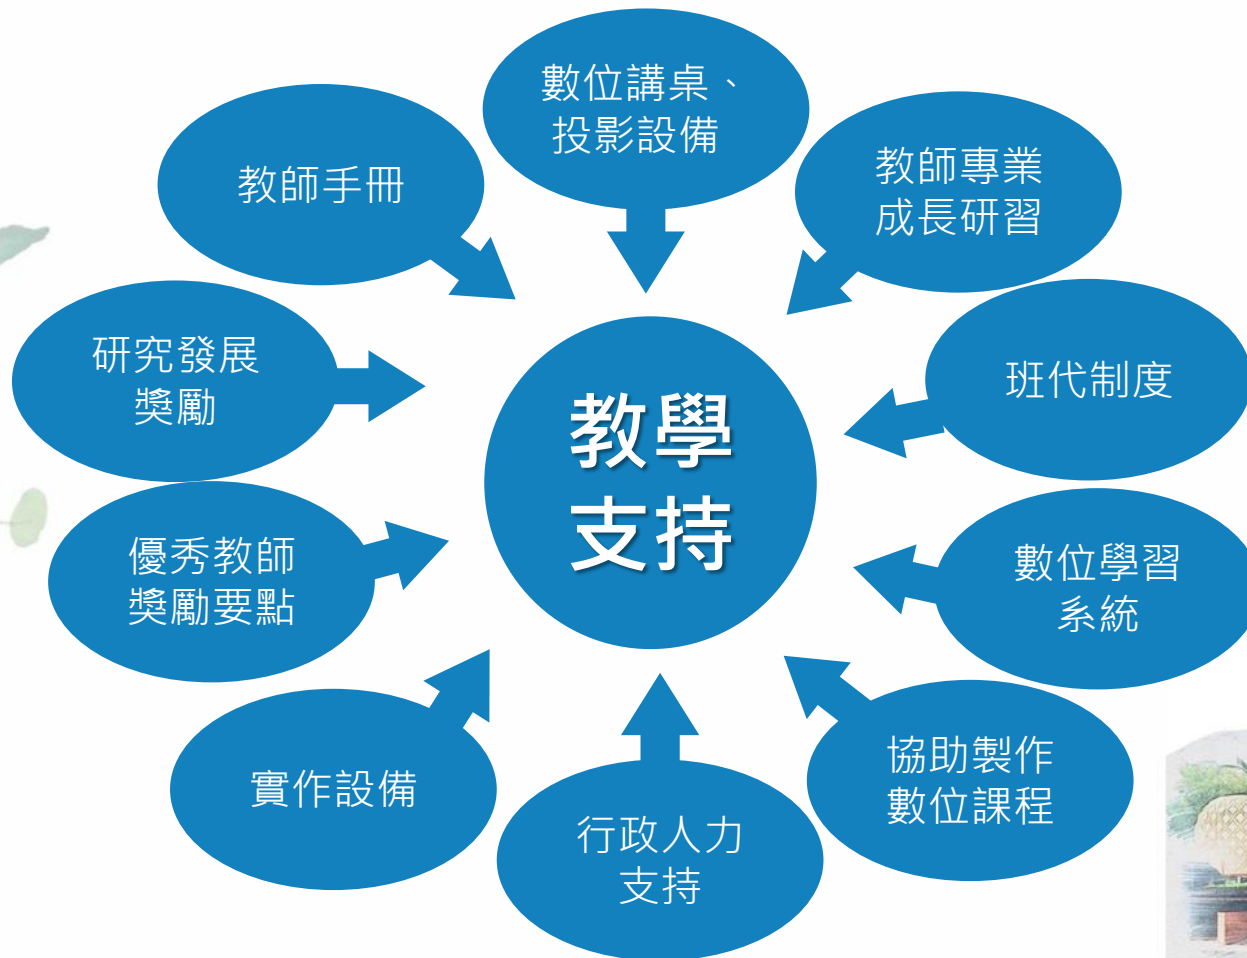 數位講桌、
投影設備
教師手冊
教師專業
成長研習
研究發展
獎勵
班代制度
教學
支持
優秀教師
獎勵要點
數位學習
系統
實作設備
協助製作
數位課程
行政人力
支持